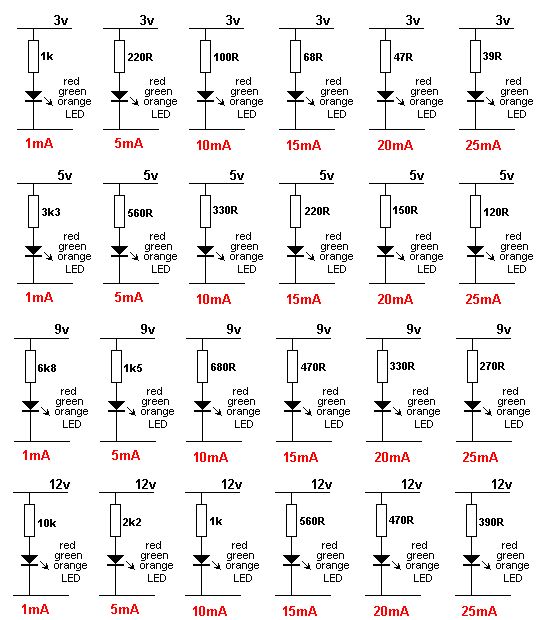 3v 3v 3v 3v 3v 3v
1k 220R 100R 68R 47R 39R
red red red red red red
green green green green green green
orange orange orange orange orange orange
LED LED LED LED LED LED
1mA 5mA 10mA 15mA 20mA 25mA
5v 5v 5v 5v 5v 5v
3k3 560R 330R 220R 150R 120R
red red red red red red
green green green green green green
orange orange orange orange orange orange
LED LED LED LED LED LED
1mA 5mA 10mA 15mA 20mA 25mA
9v 9v 9v 9v 9v 9v
6k8 1k5 680R 470R 330R 270R
red red red red red red
green green green green green green
orange orange orange orange orange orange
LED LED LED LED LED LED
1mA 5mA 10mA 15mA 20mA 25mA
12v 12v 12v 12v 12v 12v
10k 2k2 1k 560R 470R 390R
red red red red red red
green green green green green green
orange orange orange orange orange orange
LED LED LED LED LED LED
1mA 5mA 10mA 15mA 20mA 25mA